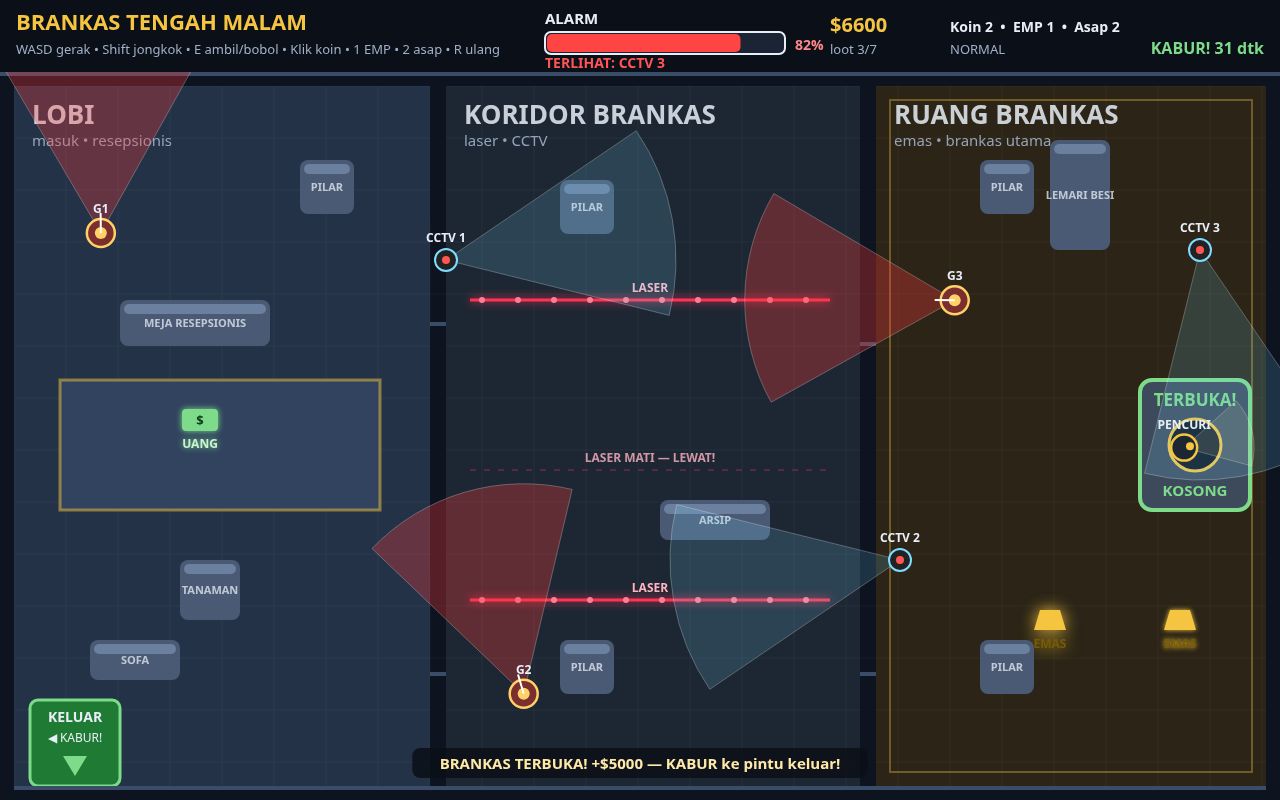 BRANKAS TENGAH MALAM
WASD gerak • Shift jongkok • E ambil/bobol • Klik koin • 1 EMP • 2 asap • R ulang
ALARM
82%
TERLIHAT: CCTV 3
$6600
loot 3/7
Koin 2 • EMP 1 • Asap 2
NORMAL
KABUR! 31 dtk
LOBI
masuk • resepsionis
PILAR
G1
MEJA RESEPSIONIS
$
UANG
TANAMAN
SOFA
KELUAR
◀ KABUR!
KORIDOR BRANKAS
laser • CCTV
PILAR
CCTV 1
LASER
LASER MATI — LEWAT!
ARSIP
CCTV 2
LASER
G2
PILAR
RUANG BRANKAS
emas • brankas utama
PILAR
LEMARI BESI
CCTV 3
G3
TERBUKA!
PENCURI
KOSONG
EMAS
EMAS
PILAR
BRANKAS TERBUKA! +$5000 — KABUR ke pintu keluar!